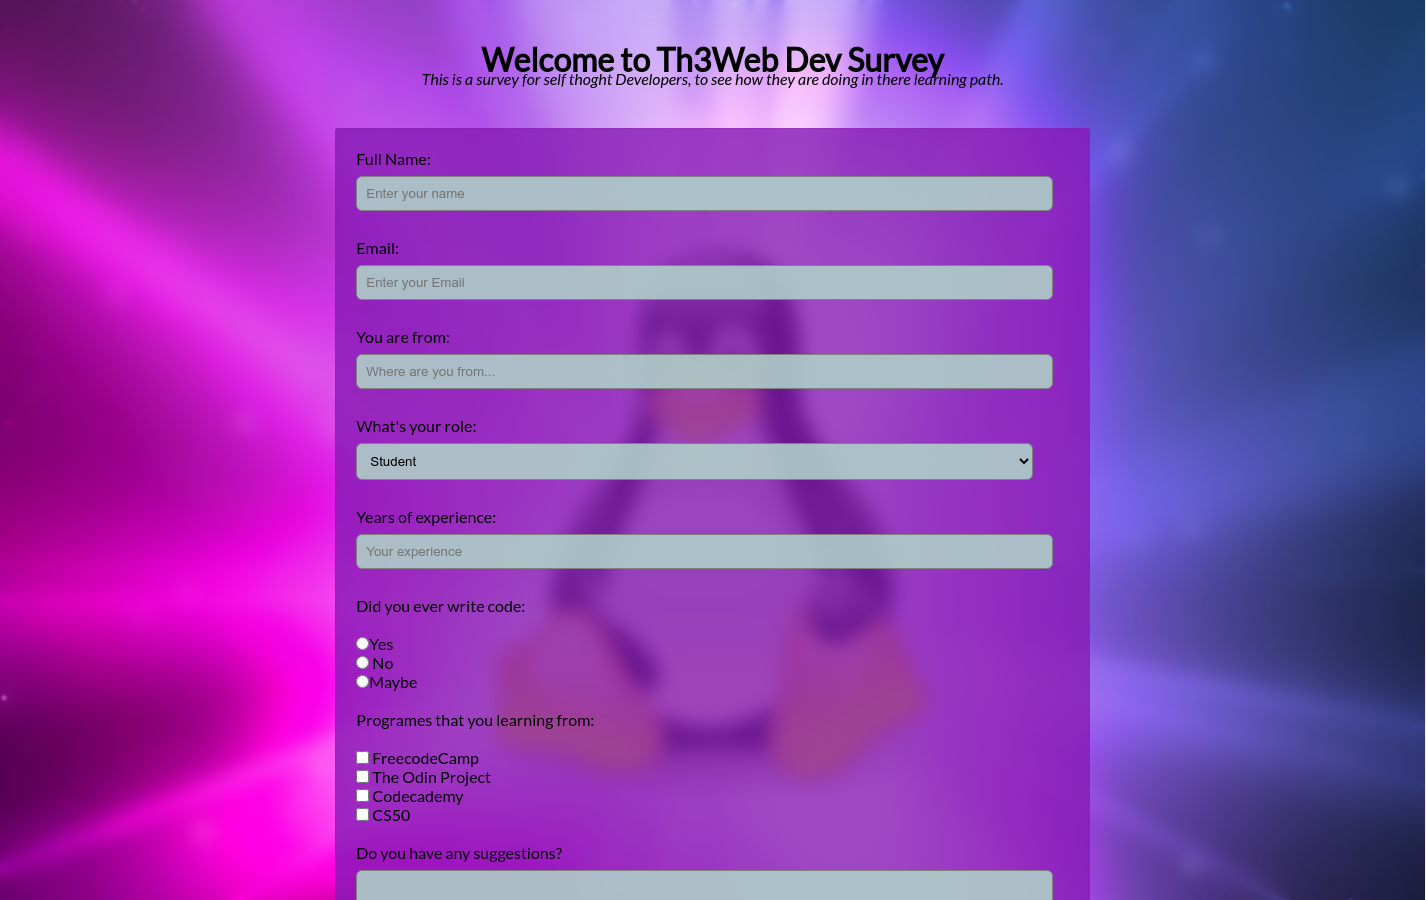 Welcome to Th3Web Dev Survey
This is a survey for self thoght Developers, to see how they are doing in there learning path.
Full Name:
Enter your name
Email:
Enter your Email
You are from:
Where are you from...
What's your role:
Student
Years of experience:
Your experience
Did you ever write code:
Yes
No
Maybe
Programes that you learning from:
FreecodeCamp
The Odin Project
Codecademy
CS50
Do you have any suggestions?